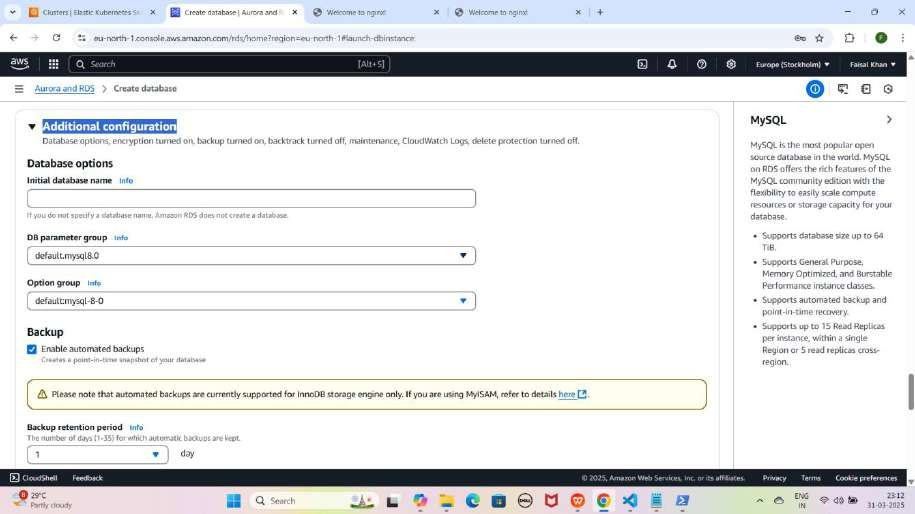 Clusters | Elastic Kubernetes Se
Create database | Aurora and R
Welcome to nginx!
Welcome to nginx!
eu-north-1.console.aws.amazon.com/rds/home?region=eu-north-1#launch-dbinstance:
aws
Search
[Alt+S]
Europe (Stockholm)
Faisal Khan
Aurora and RDS
Create database
Additional configuration
Database options, encryption turned on, backup turned on, backtrack turned off, maintenance, CloudWatch Logs, delete protection turned off.
Database options
Initial database name Info
If you do not specify a database name, Amazon RDS does not create a database.
DB parameter group Info
default.mysql8.0
Option group Info
default:mysql-8-0
Backup
Enable automated backups
Creates a point-in-time snapshot of your database
Please note that automated backups are currently supported for InnoDB storage engine only. If you are using MyISAM, refer to details here.
Backup retention period Info
The number of days (1-35) for which automatic backups are kept.
1 day
MySQL
MySQL is the most popular open
source database in the world. MySQL
on RDS offers the rich features of the
MySQL community edition with the
flexibility to easily scale compute
resources or storage capacity for your
database.
• Supports database size up to 64
TiB.
• Supports General Purpose,
Memory Optimized, and Burstable
Performance instance classes.
• Supports automated backup and
point-in-time recovery.
• Supports up to 15 Read Replicas
per instance, within a single
Region or 5 read replicas cross-
region.
CloudShell
Feedback
© 2025, Amazon Web Services, Inc. or its affiliates.
Privacy
Terms
Cookie preferences
29°C
Partly cloudy
Search
ENG
IN
23:12
31-03-2025